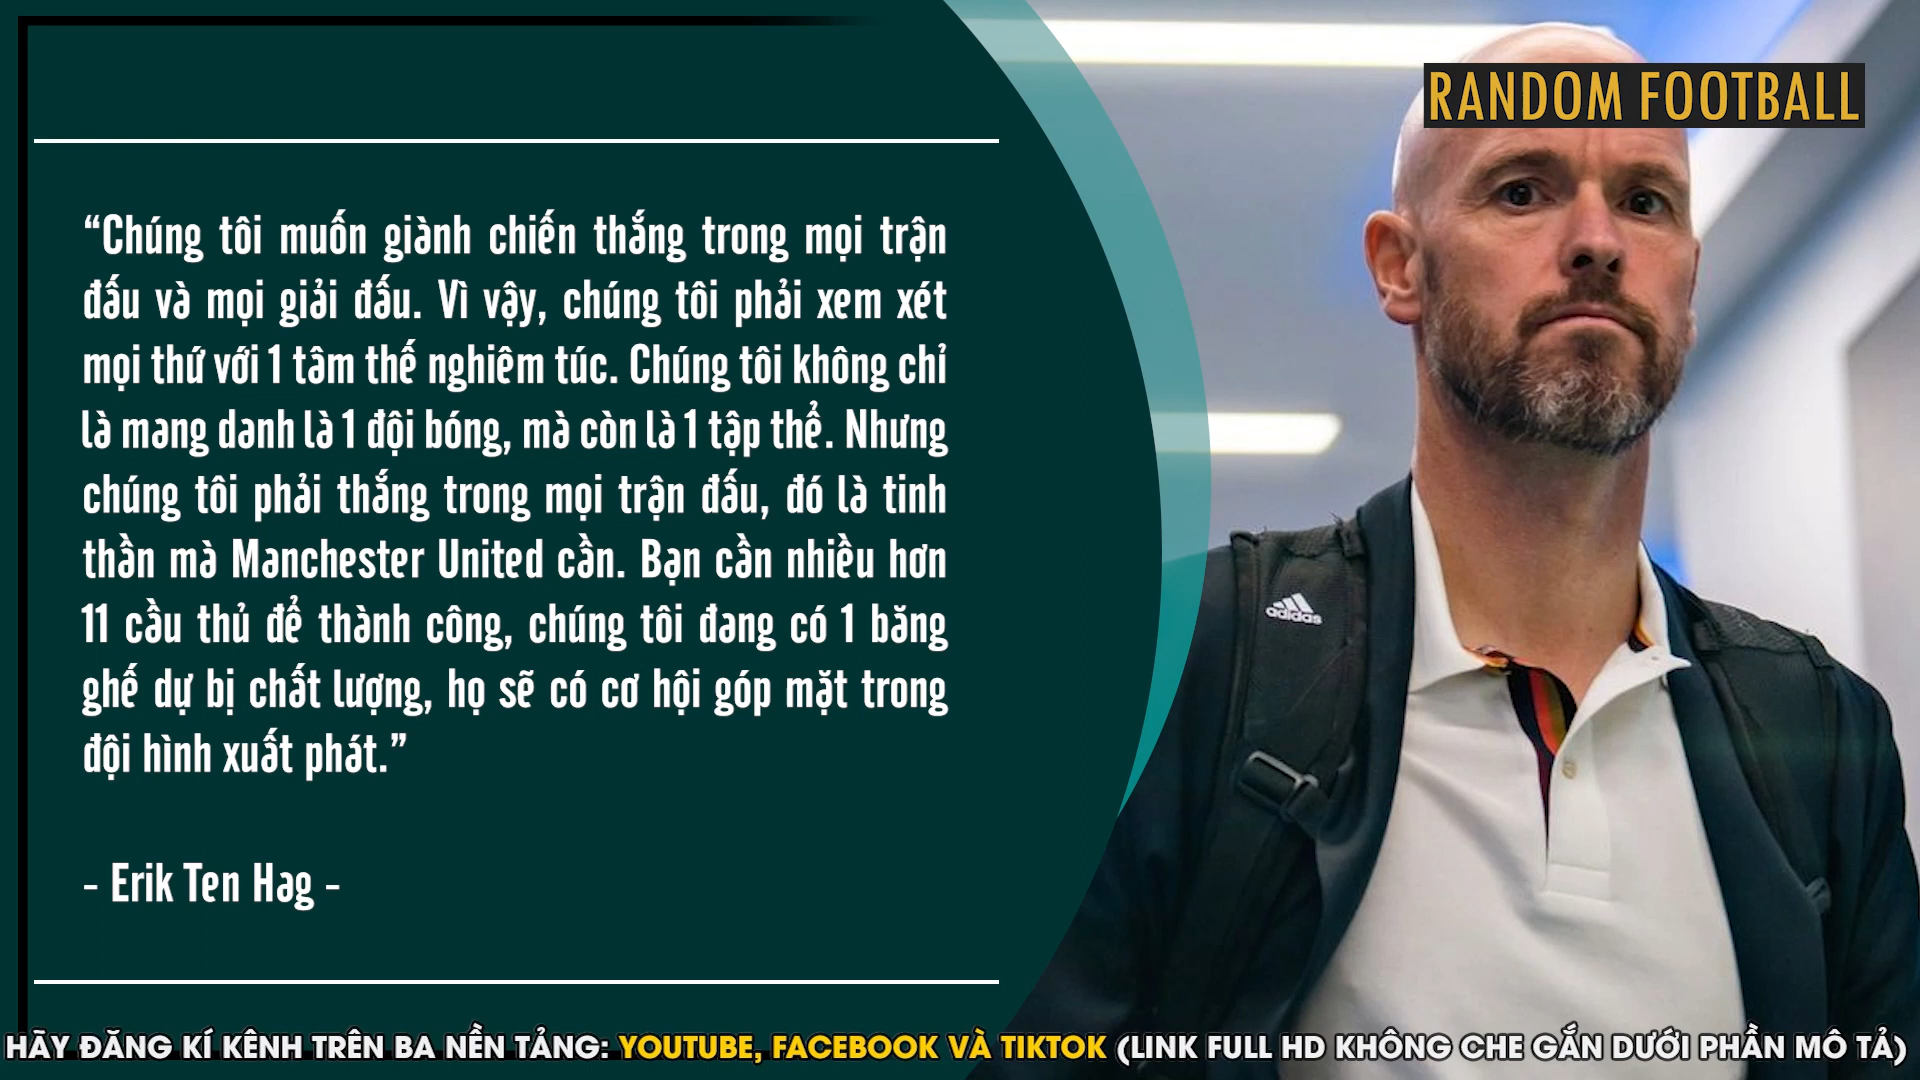 RANDOM FOOTBALL
“Chúng tôi muốn giành chiến thắng trong mọi trận
đấu và mọi giải đấu. Vì vậy, chúng tôi phải xem xét
mọi thứ với 1 tâm thế nghiêm túc. Chúng tôi không chỉ
là mang danh là 1 đội bóng, mà còn là 1 tập thể. Nhưng
chúng tôi phải thắng trong mọi trận đấu, đó là tinh
thần mà Manchester United cần. Bạn cần nhiều hơn
11 cầu thủ để thành công, chúng tôi đang có 1 băng
ghế dự bị chất lượng, họ sẽ có cơ hội góp mặt trong
đội hình xuất phát.”
- Erik Ten Hag -
adidas
HÃY ĐĂNG KÍ KÊNH TRÊN BA NỀN TẢNG: YOUTUBE, FACEBOOK VÀ TIKTOK (LINK FULL HD KHÔNG CHE GẮN DƯỚI PHẦN MÔ TẢ)